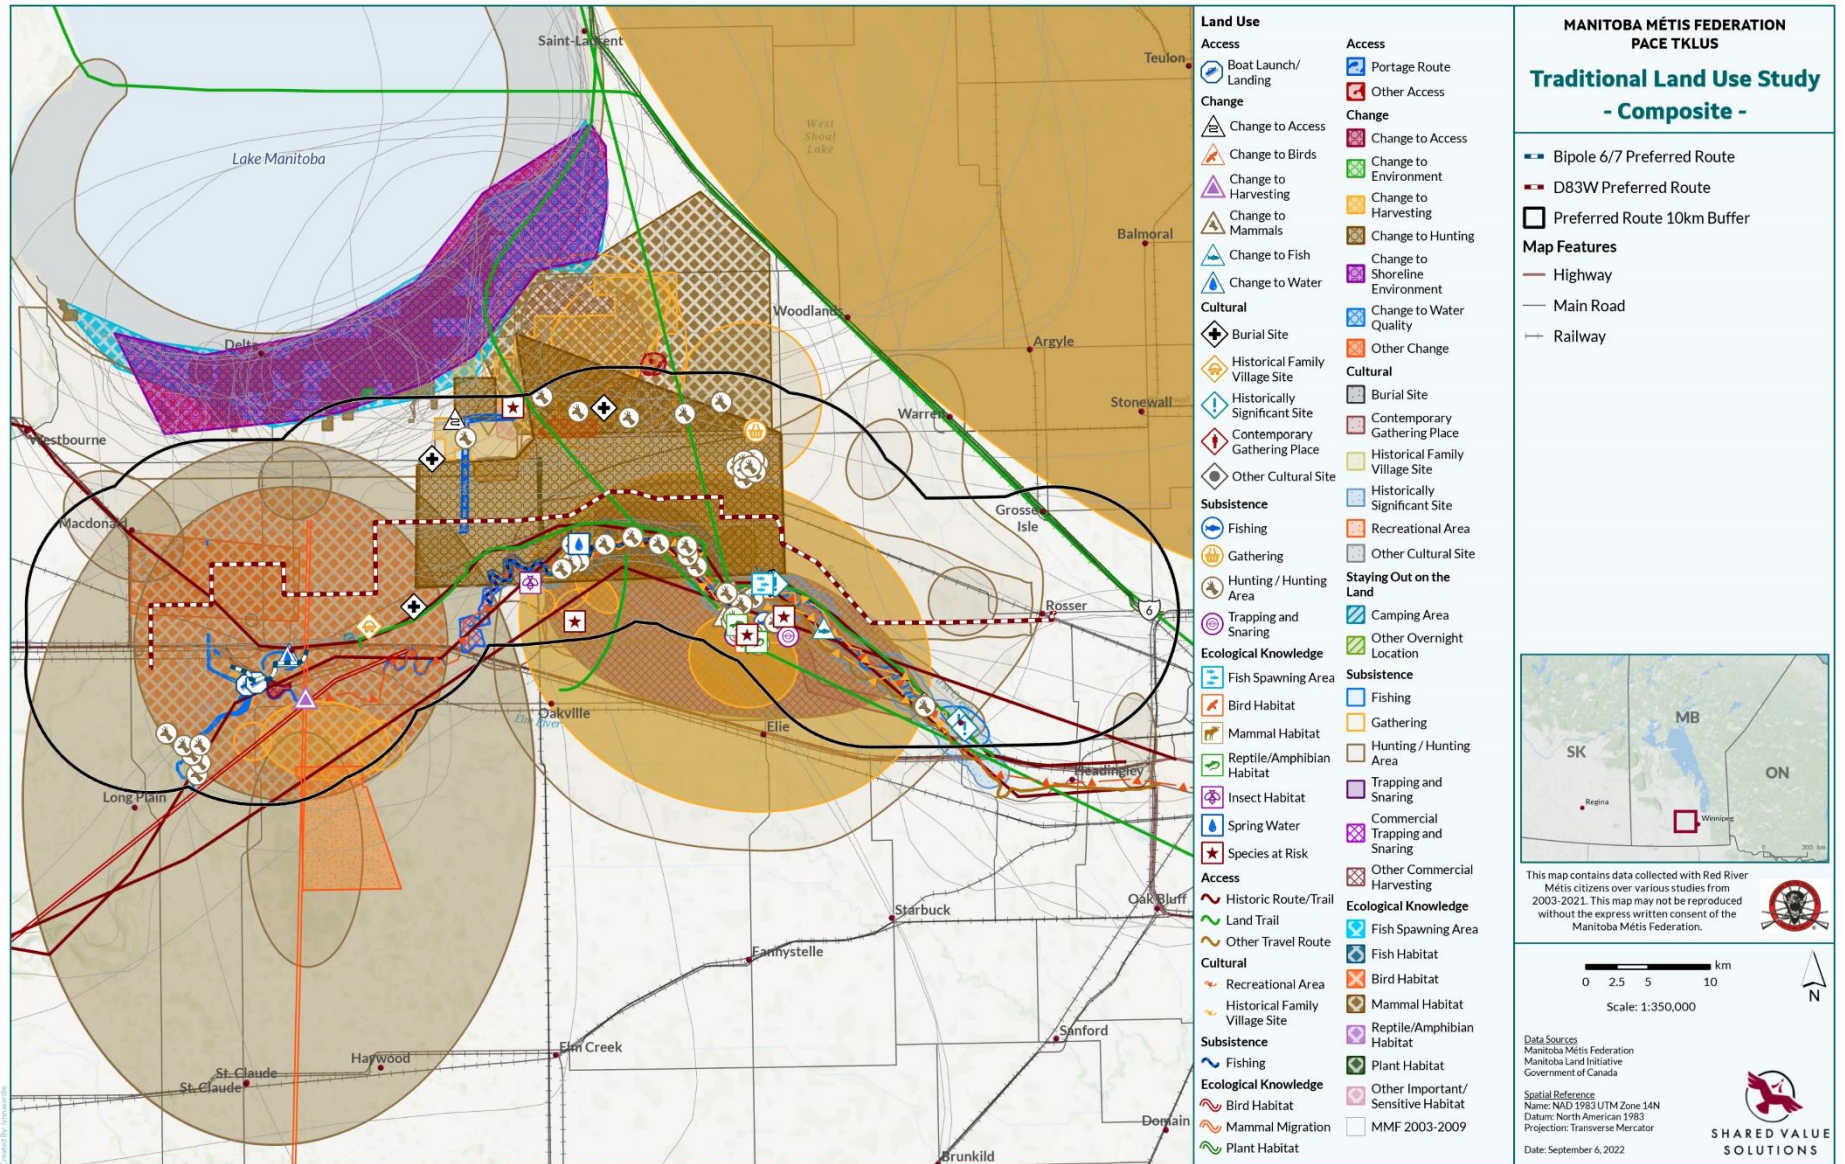 Saint-Laurent
Teulon
West
Shoal
Lake
Lake Manitoba
Balmoral
Woodlands
Argyle
Delta
Stonewall
Warren
Westbourne
Grosse
Isle
Macdonald
6
Rosser
Oakville
Elm River
Elie
Headingley
Long Plain
Oak Bluff
Starbuck
Fannystelle
Sanford
Elm Creek
Haywood
St. Claude
St. Claude
Domain
Brunkild
Land Use
Access
Boat Launch/
Landing
Change
Change to Access
Change to Birds
Change to
Harvesting
Change to
Mammals
Change to Fish
Change to Water
Cultural
Burial Site
Historical Family
Village Site
Historically
Significant Site
Contemporary
Gathering Place
Other Cultural Site
Subsistence
Fishing
Gathering
Hunting / Hunting
Area
Trapping and
Snaring
Ecological Knowledge
Fish Spawning Area
Bird Habitat
Mammal Habitat
Reptile/Amphibian
Habitat
Insect Habitat
Spring Water
Species at Risk
Access
Historic Route/Trail
Land Trail
Other Travel Route
Cultural
Recreational Area
Historical Family
Village Site
Subsistence
Fishing
Ecological Knowledge
Bird Habitat
Mammal Migration
Plant Habitat
Access
Portage Route
Other Access
Change
Change to Access
Change to
Environment
Change to
Harvesting
Change to Hunting
Change to
Shoreline
Environment
Change to Water
Quality
Other Change
Cultural
Burial Site
Contemporary
Gathering Place
Historical Family
Village Site
Historically
Significant Site
Recreational Area
Other Cultural Site
Staying Out on the
Land
Camping Area
Other Overnight
Location
Subsistence
Fishing
Gathering
Hunting / Hunting
Area
Trapping and
Snaring
Commercial
Trapping and
Snaring
Other Commercial
Harvesting
Ecological Knowledge
Fish Spawning Area
Fish Habitat
Bird Habitat
Mammal Habitat
Reptile/Amphibian
Habitat
Plant Habitat
Other Important/
Sensitive Habitat
MMF 2003-2009
MANITOBA MÉTIS FEDERATION
PACE TKLUS
Traditional Land Use Study
- Composite -
Bipole 6/7 Preferred Route
D83W Preferred Route
Preferred Route 10km Buffer
Map Features
Highway
Main Road
Railway
MB
SK
ON
Regina
Winnipeg
0 200 km
This map contains data collected with Red River
Métis citizens over various studies from
2003-2021. This map may not be reproduced
without the express written consent of the
Manitoba Métis Federation.
km
0 2.5 5 10
N
Scale: 1:350,000
Data Sources
Manitoba Métis Federation
Manitoba Land Initiative
Government of Canada
Spatial Reference
Name: NAD 1983 UTM Zone 14N
Datum: North American 1983
Projection: Transverse Mercator
Date: September 6, 2022
SHARED VALUE
SOLUTIONS